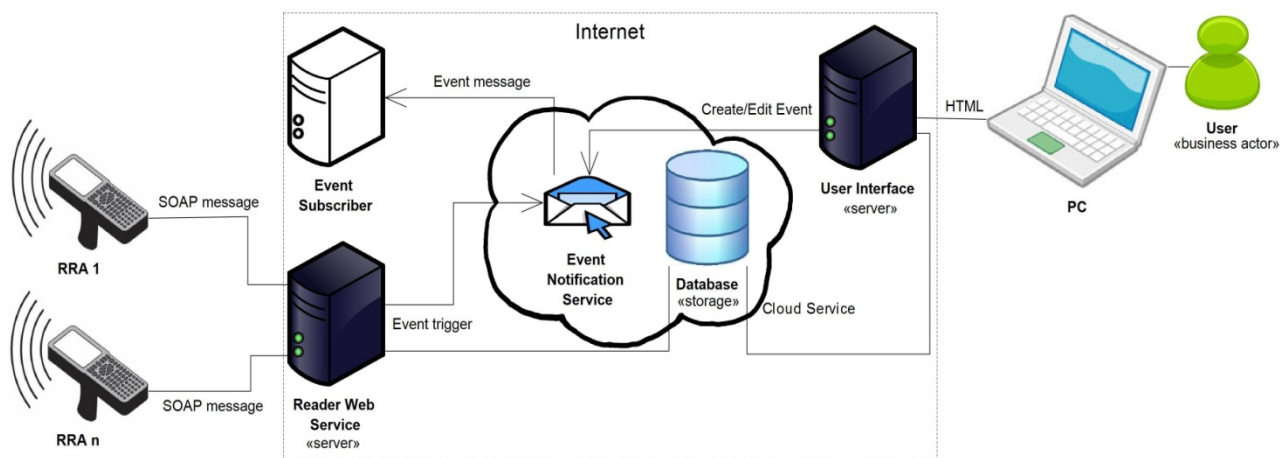 Internet
Event message
Create/Edit Event
HTML
User
«business actor»
Event
Subscriber
User Interface
«server»
PC
SOAP message
RRA 1
Event
Notification
Service
Database
«storage»
Cloud Service
Event trigger
SOAP message
RRA n
Reader Web
Service
«server»